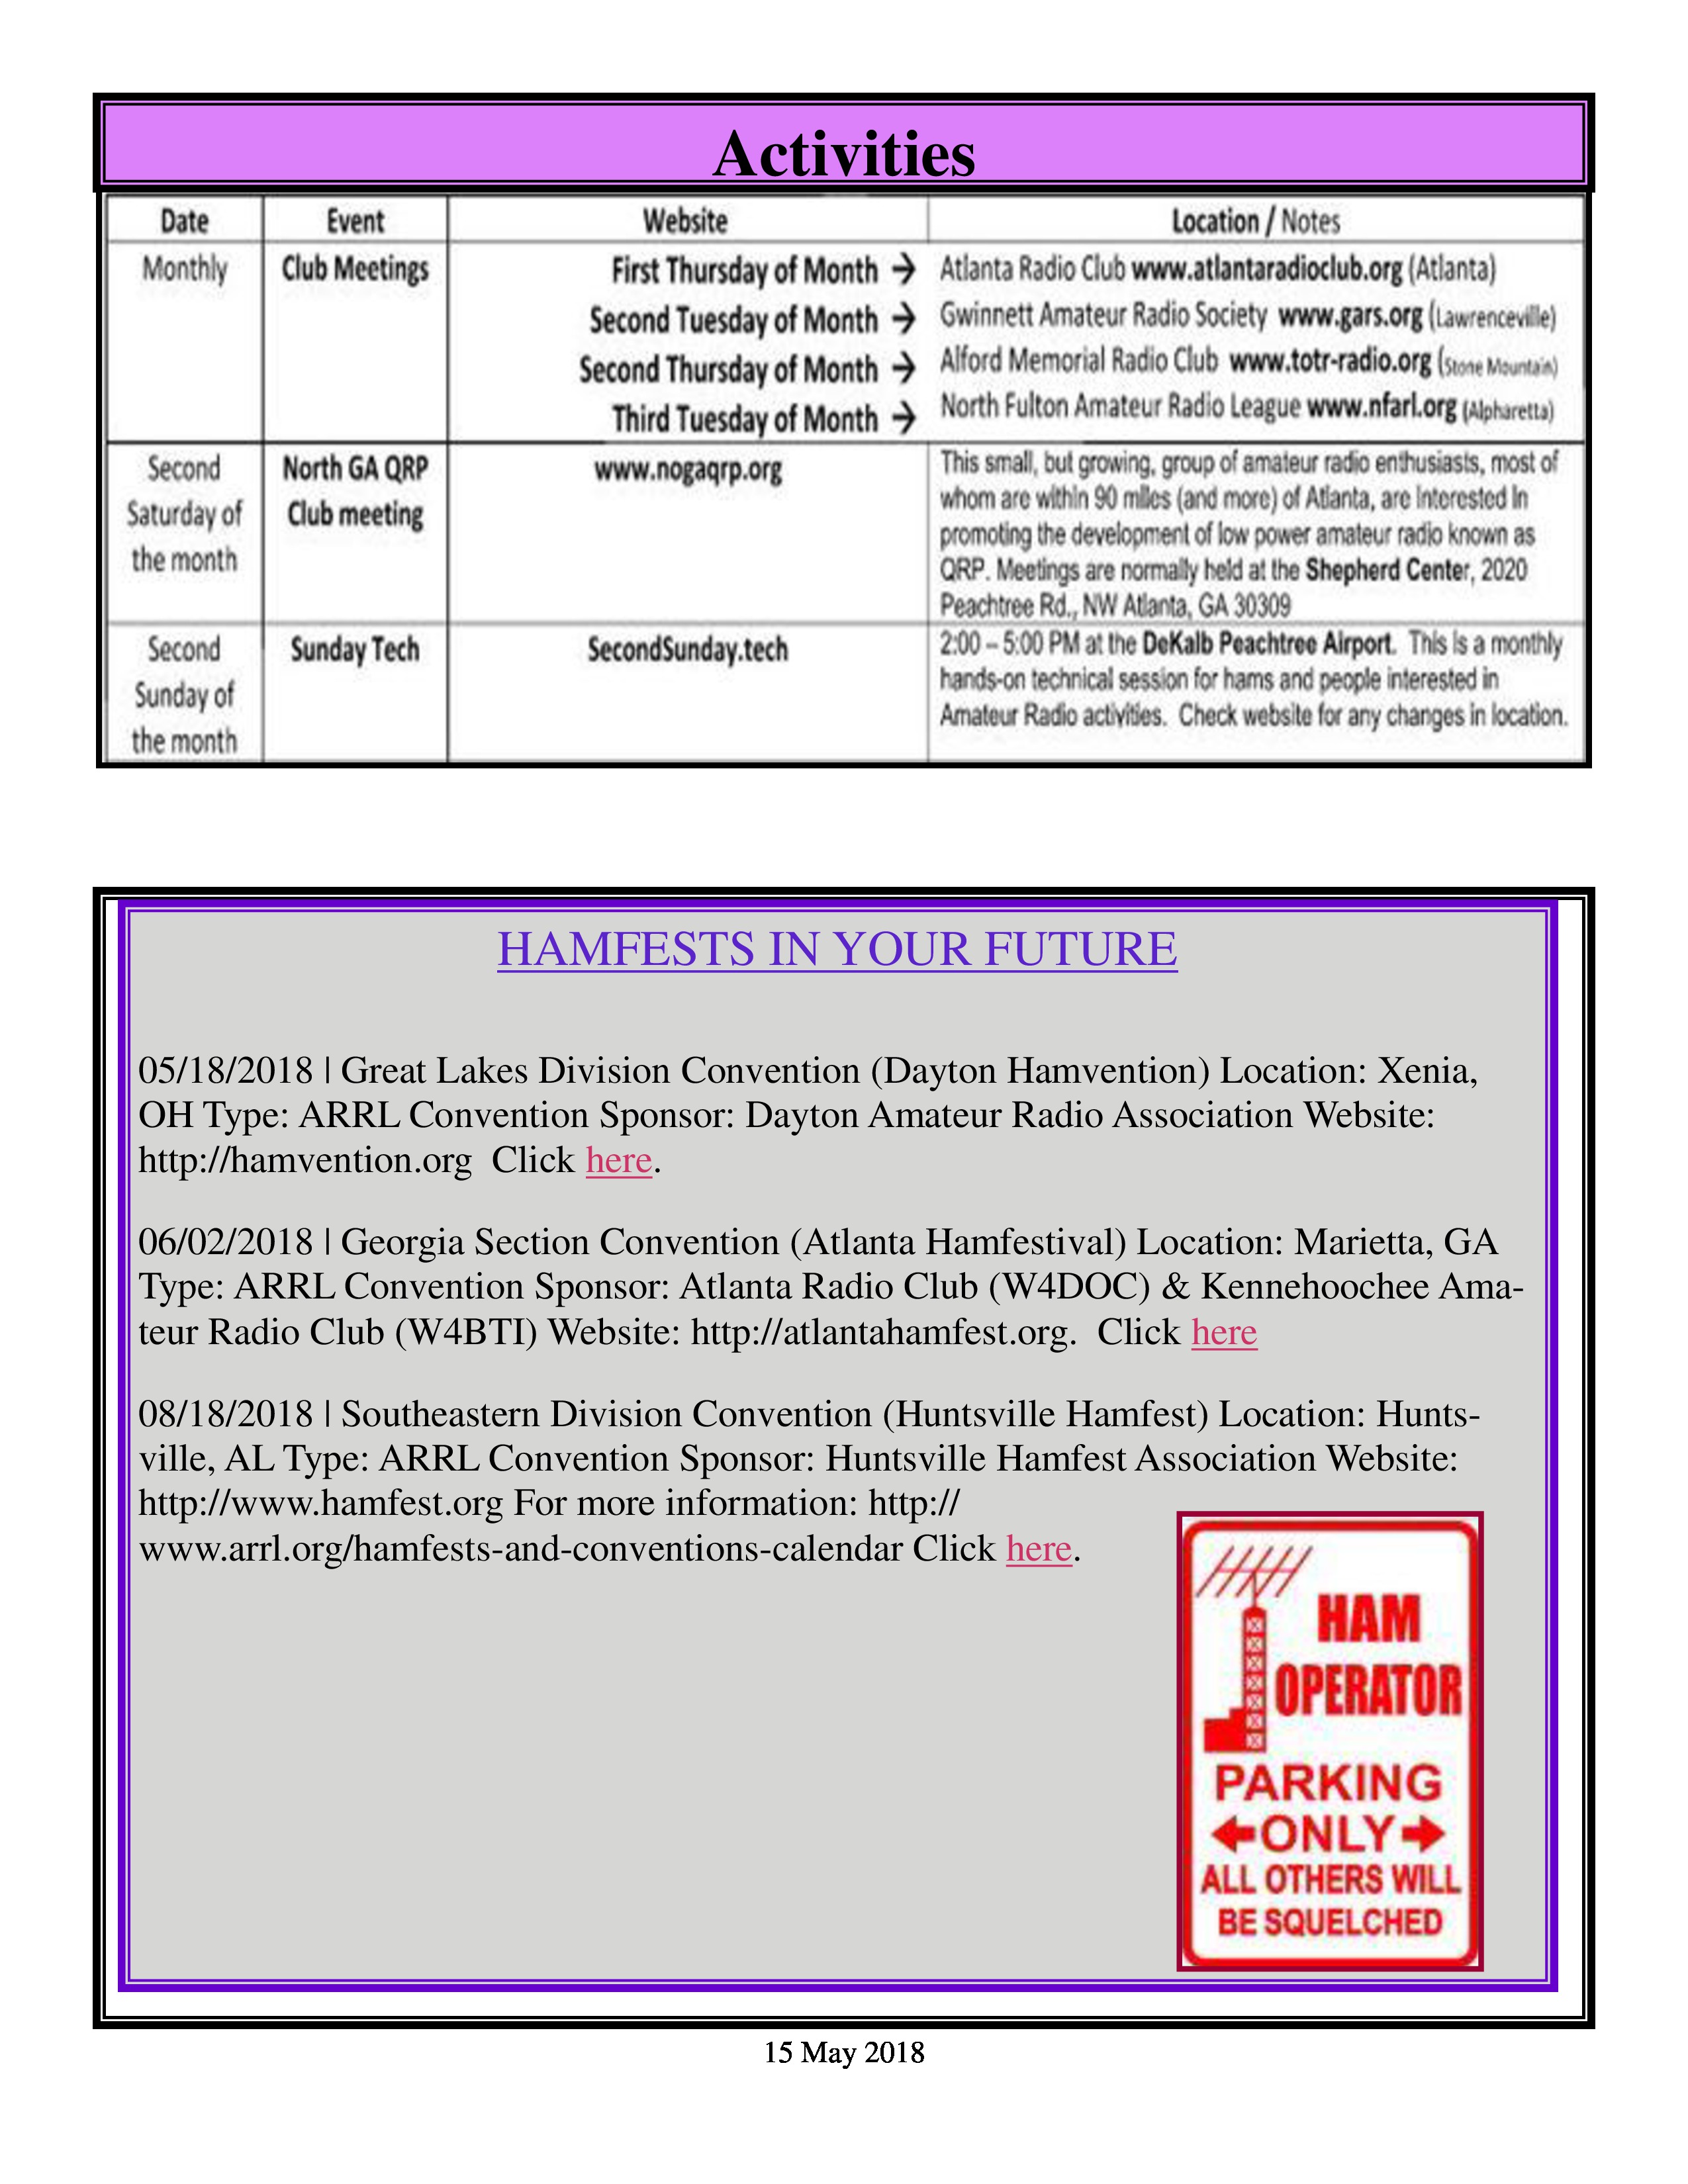 Activities
Date Event Website Location / Notes
Monthly Club Meetings First Thursday of Month → Atlanta Radio Club www.atlantaradioclub.org (Atlanta)
Second Tuesday of Month → Gwinnett Amateur Radio Society www.gars.org (Lawrenceville)
Second Thursday of Month → Alford Memorial Radio Club www.totr-radio.org (Stone Mountain)
Third Tuesday of Month → North Fulton Amateur Radio League www.nfarl.org (Alpharetta)
Second
Saturday of
the month
North GA QRP
Club meeting
www.nogaqrp.org
This small, but growing, group of amateur radio enthusiasts, most of
whom are within 90 miles (and more) of Atlanta, are interested in
promoting the development of low power amateur radio known as
QRP. Meetings are normally held at the Shepherd Center, 2020
Peachtree Rd., NW Atlanta, GA 30309
Second
Sunday of
the month
Sunday Tech
SecondSunday.tech
2:00 – 5:00 PM at the DeKalb Peachtree Airport. This is a monthly
hands-on technical session for hams and people interested in
Amateur Radio activities. Check website for any changes in location.
HAMFESTS IN YOUR FUTURE
05/18/2018 | Great Lakes Division Convention (Dayton Hamvention) Location: Xenia,
OH Type: ARRL Convention Sponsor: Dayton Amateur Radio Association Website:
http://hamvention.org Click here.
06/02/2018 | Georgia Section Convention (Atlanta Hamfestival) Location: Marietta, GA
Type: ARRL Convention Sponsor: Atlanta Radio Club (W4DOC) & Kennehoochee Ama-
teur Radio Club (W4BTI) Website: http://atlantahamfest.org. Click here
08/18/2018 | Southeastern Division Convention (Huntsville Hamfest) Location: Hunts-
ville, AL Type: ARRL Convention Sponsor: Huntsville Hamfest Association Website:
http://www.hamfest.org For more information: http://
www.arrl.org/hamfests-and-conventions-calendar Click here.
HAM
OPERATOR
PARKING
ONLY
ALL OTHERS WILL
BE SQUELCHED
15 May 2018